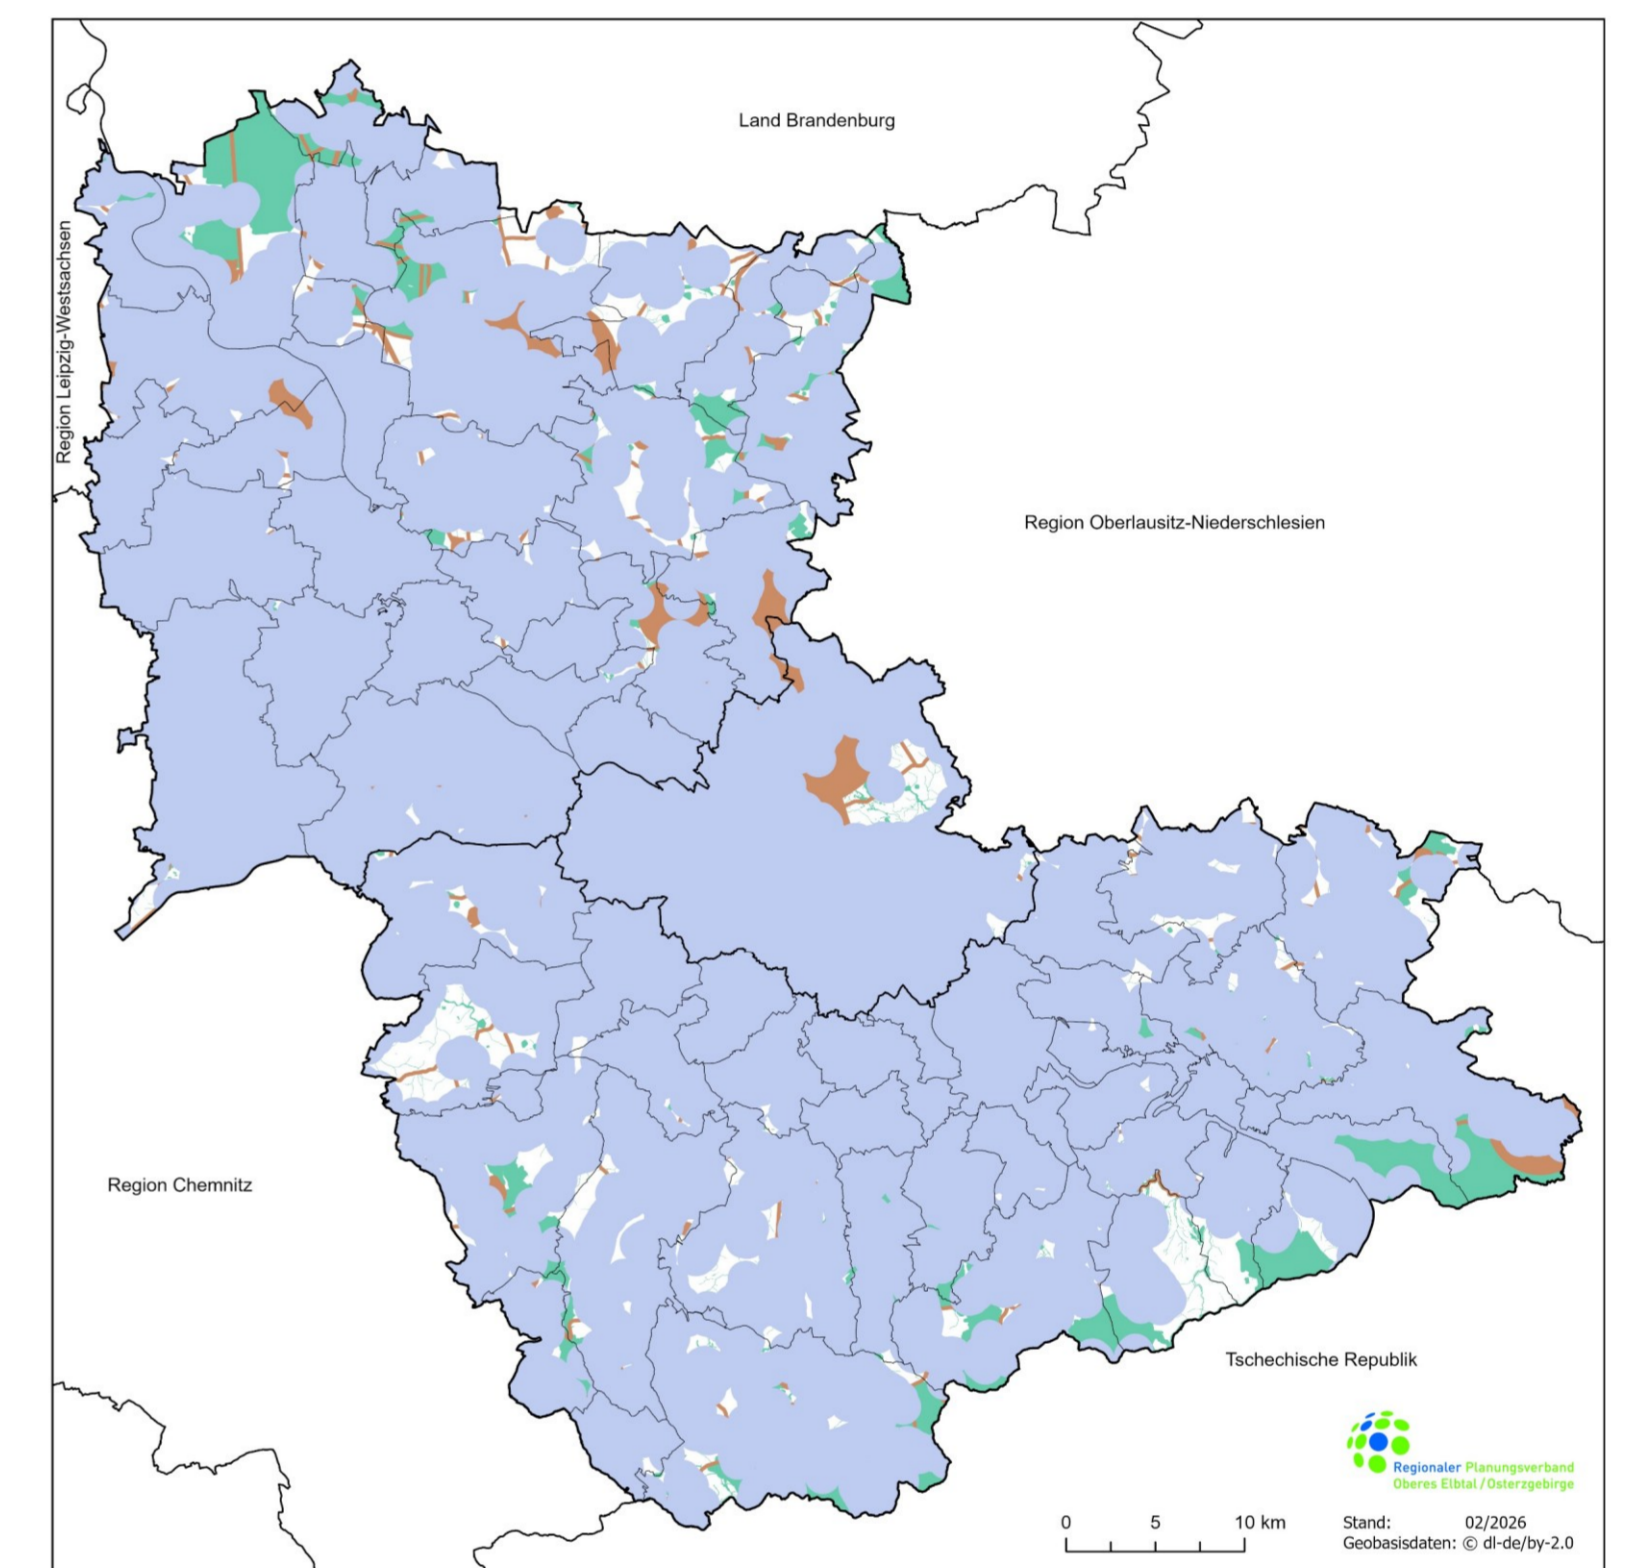 Land Brandenburg
Region Leipzig-Westsachsen
Region Oberlausitz-Niederschlesien
Region Chemnitz
Tschechische Republik
Regionaler Planungsverband
Oberes Elbtal / Osterzgebirge
0 5 10 km
Stand: 02/2026
Geobasisdaten: © dl-de/by-2.0